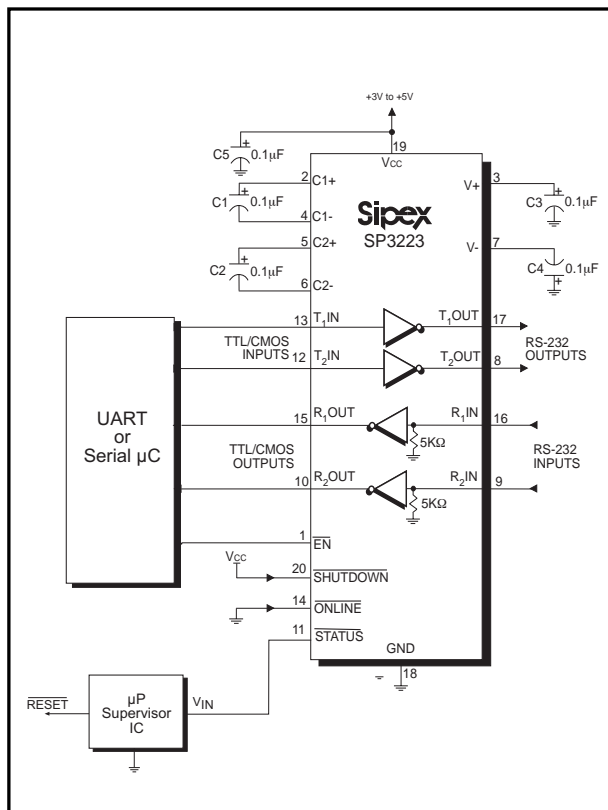 +3V to +5V
19
VCC
C5
+
0.1µF
2
C1+
C1
+
0.1µF
4
C1-
5
C2+
C2
+
0.1µF
6
C2-
Sipex
SP3223
3
V+
C3
+
0.1µF
7
V-
C4
+
0.1µF
UART
or
Serial µC
TTL/CMOS
INPUTS
13
T1IN
T1OUT
17
12
T2IN
T2OUT
8
RS-232
OUTPUTS
TTL/CMOS
OUTPUTS
15
R1OUT
R1IN
16
5KΩ
10
R2OUT
R2IN
9
5KΩ
RS-232
INPUTS
1
EN
VCC
20
SHUTDOWN
14
ONLINE
11
STATUS
GND
18
RESET
µP
Supervisor
IC
VIN